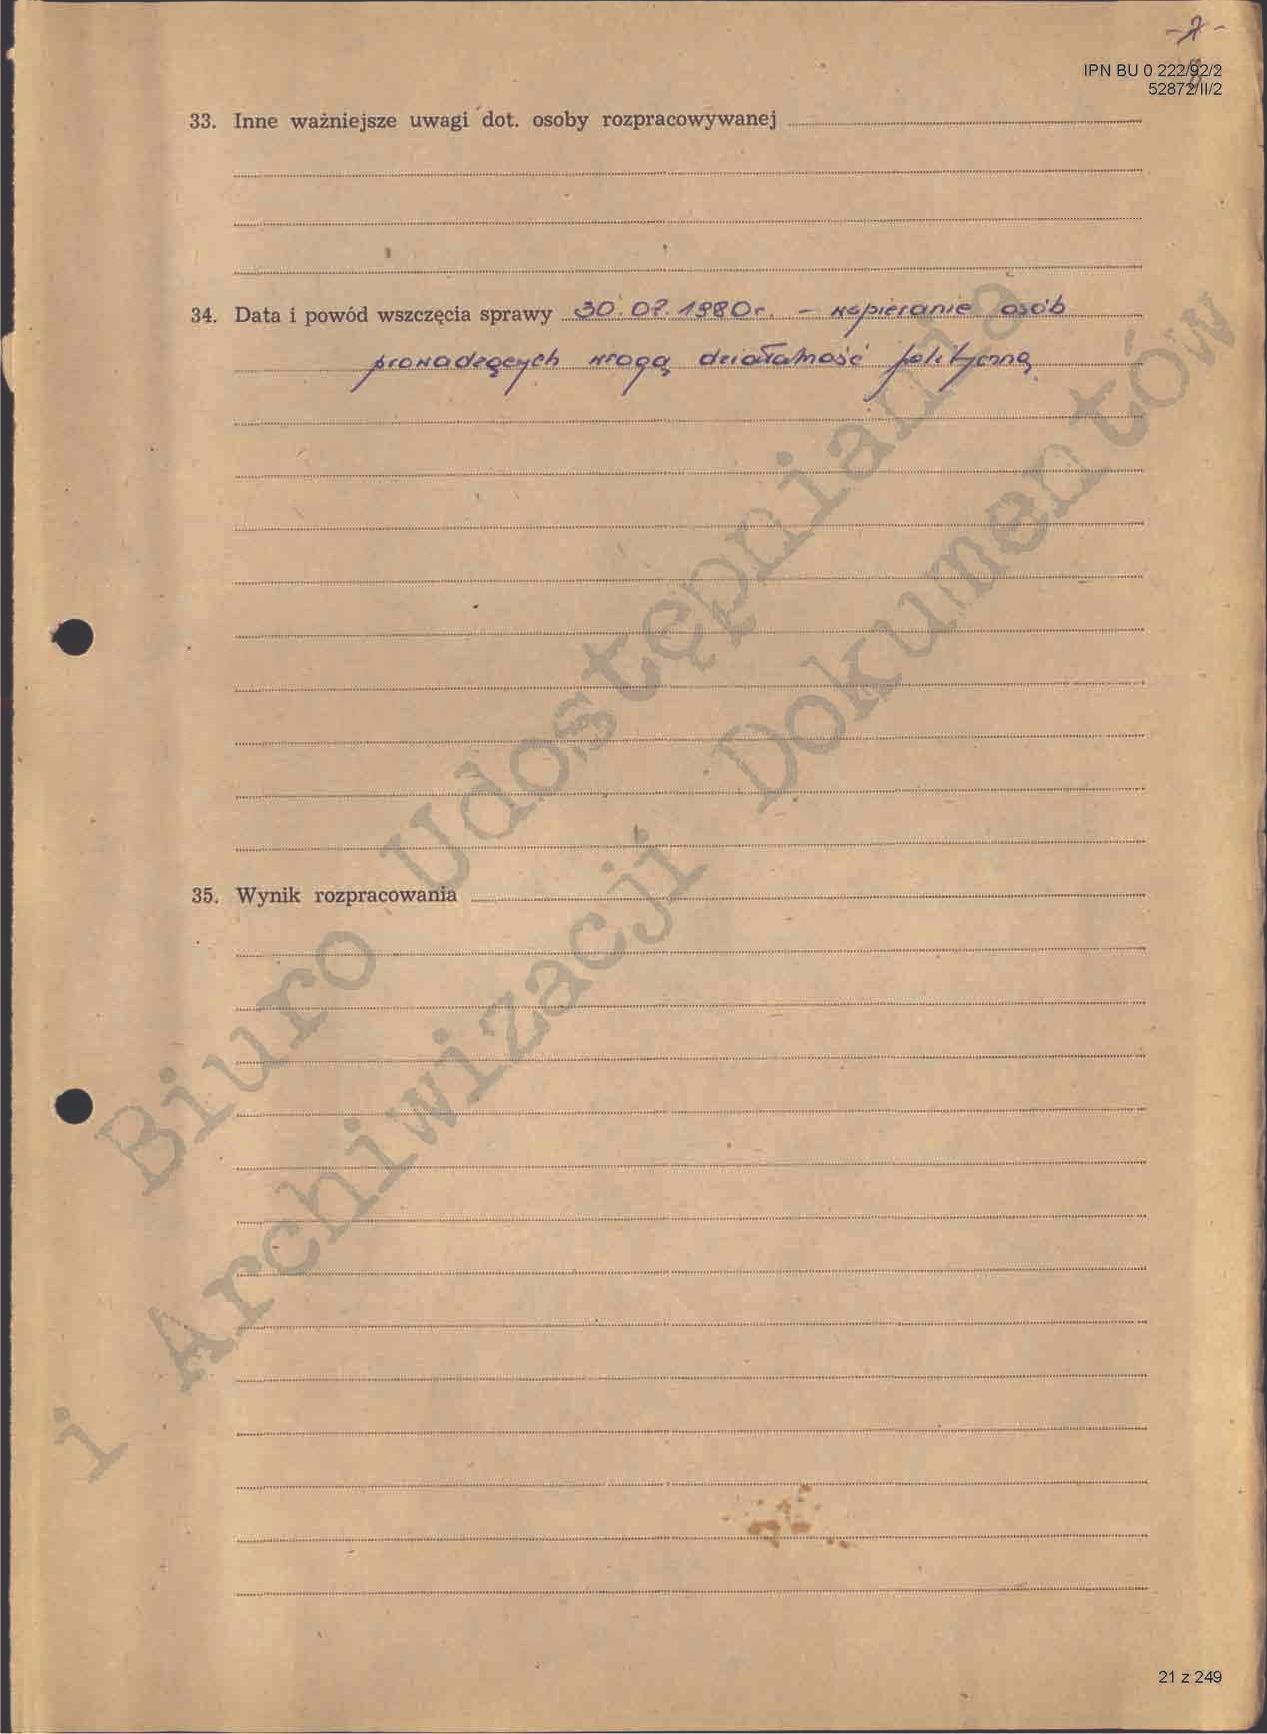 - 7 -
IPN BU 0 222/92/2
52872/II/2
33. Inne ważniejsze uwagi dot. osoby rozpracowywanej
34. Data i powód wszczęcia sprawy 30. 07. 1980 r. - wspieranie osób
prowadzących wrogą działalność polityczną.
35. Wynik rozpracowania
Biuro Udostępniania
i Archiwizacji Dokumentów
21 z 249